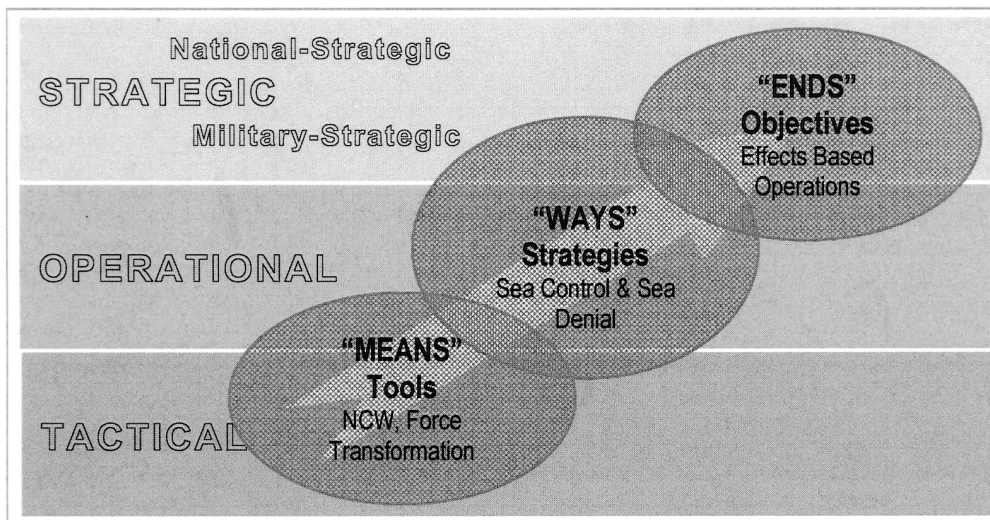 National-Strategic
STRATEGIC
Military-Strategic
“ENDS”
Objectives
Effects Based
Operations
“WAYS”
Strategies
Sea Control & Sea
Denial
OPERATIONAL
“MEANS”
Tools
NCW, Force
Transformation
TACTICAL